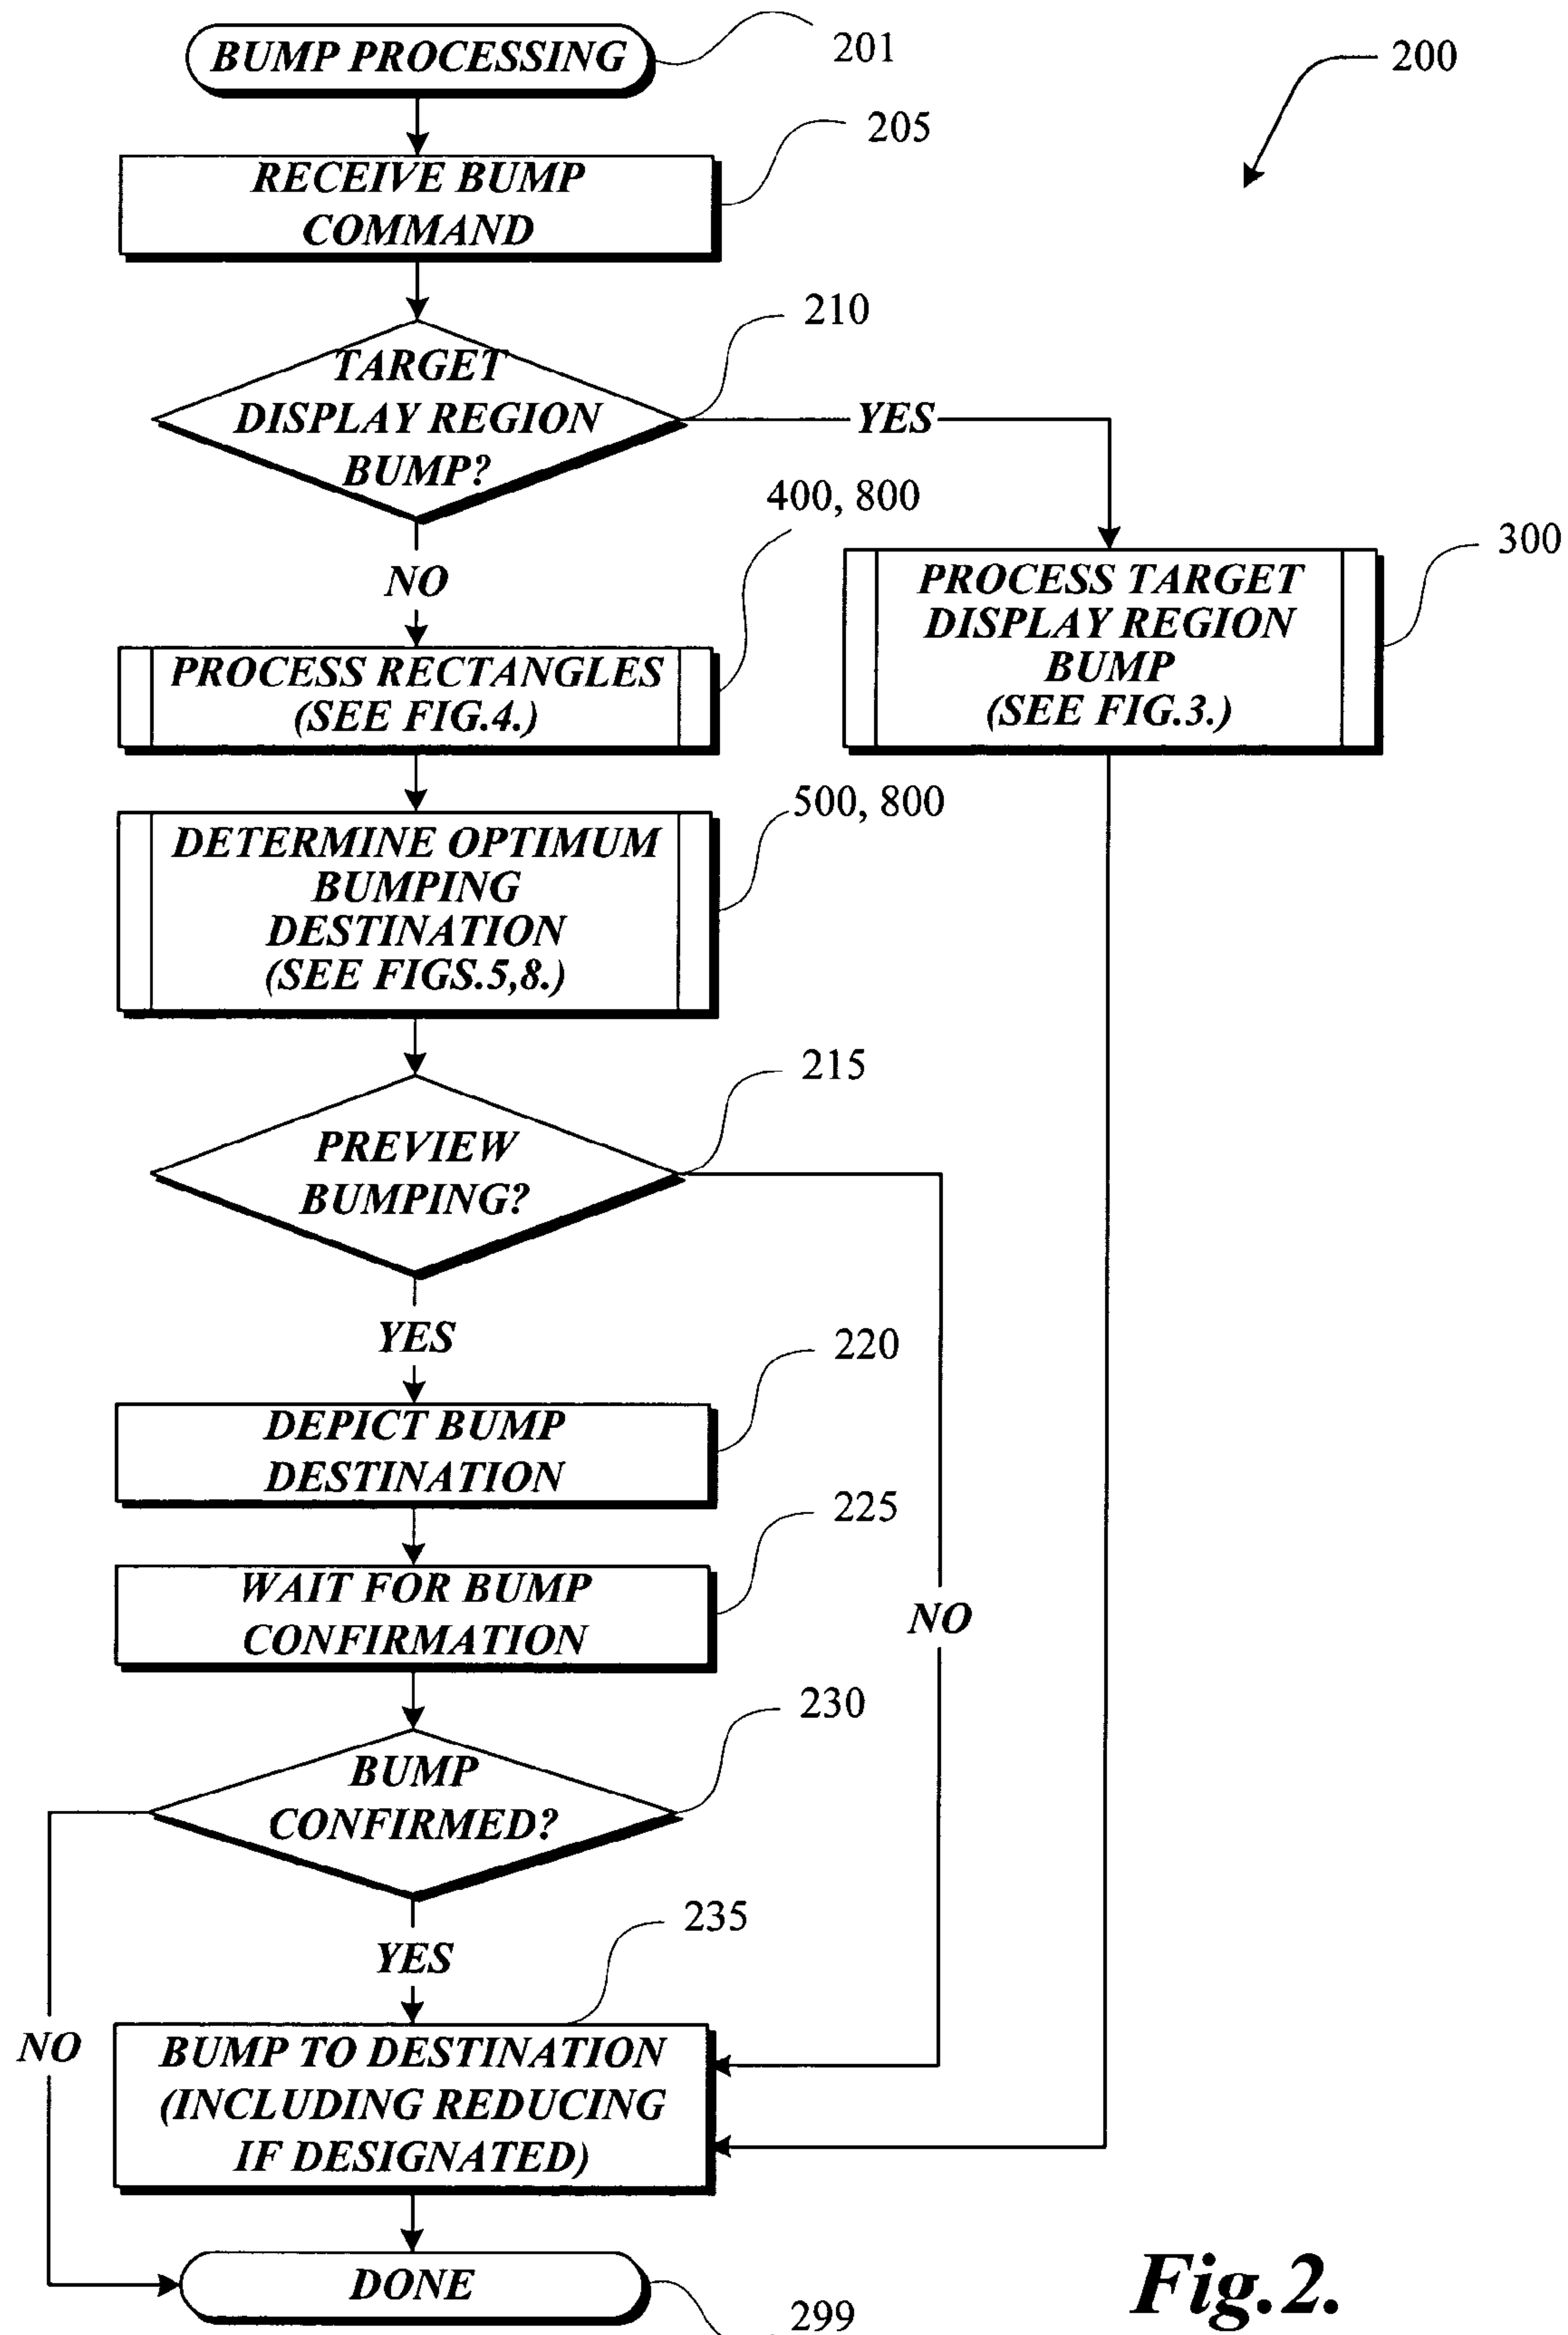 BUMP PROCESSING
201
200
205
RECEIVE BUMP
COMMAND
210
TARGET
DISPLAY REGION
BUMP?
YES
400, 800
300
NO
PROCESS TARGET
DISPLAY REGION
BUMP
(SEE FIG.3.)
PROCESS RECTANGLES
(SEE FIG.4.)
500, 800
DETERMINE OPTIMUM
BUMPING
DESTINATION
(SEE FIGS.5,8.)
215
PREVIEW
BUMPING?
YES
220
DEPICT BUMP
DESTINATION
225
WAIT FOR BUMP
CONFIRMATION
NO
230
BUMP
CONFIRMED?
235
YES
NO
BUMP TO DESTINATION
(INCLUDING REDUCING
IF DESIGNATED)
DONE
299
Fig.2.